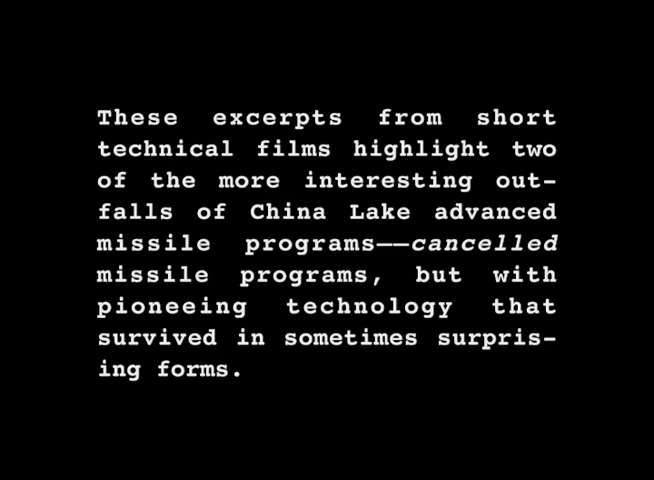 These excerpts from short
technical films highlight two
of the more interesting out-
falls of China Lake advanced
missile programs——cancelled
missile programs, but with
pioneeing technology that
survived in sometimes surpris-
ing forms.